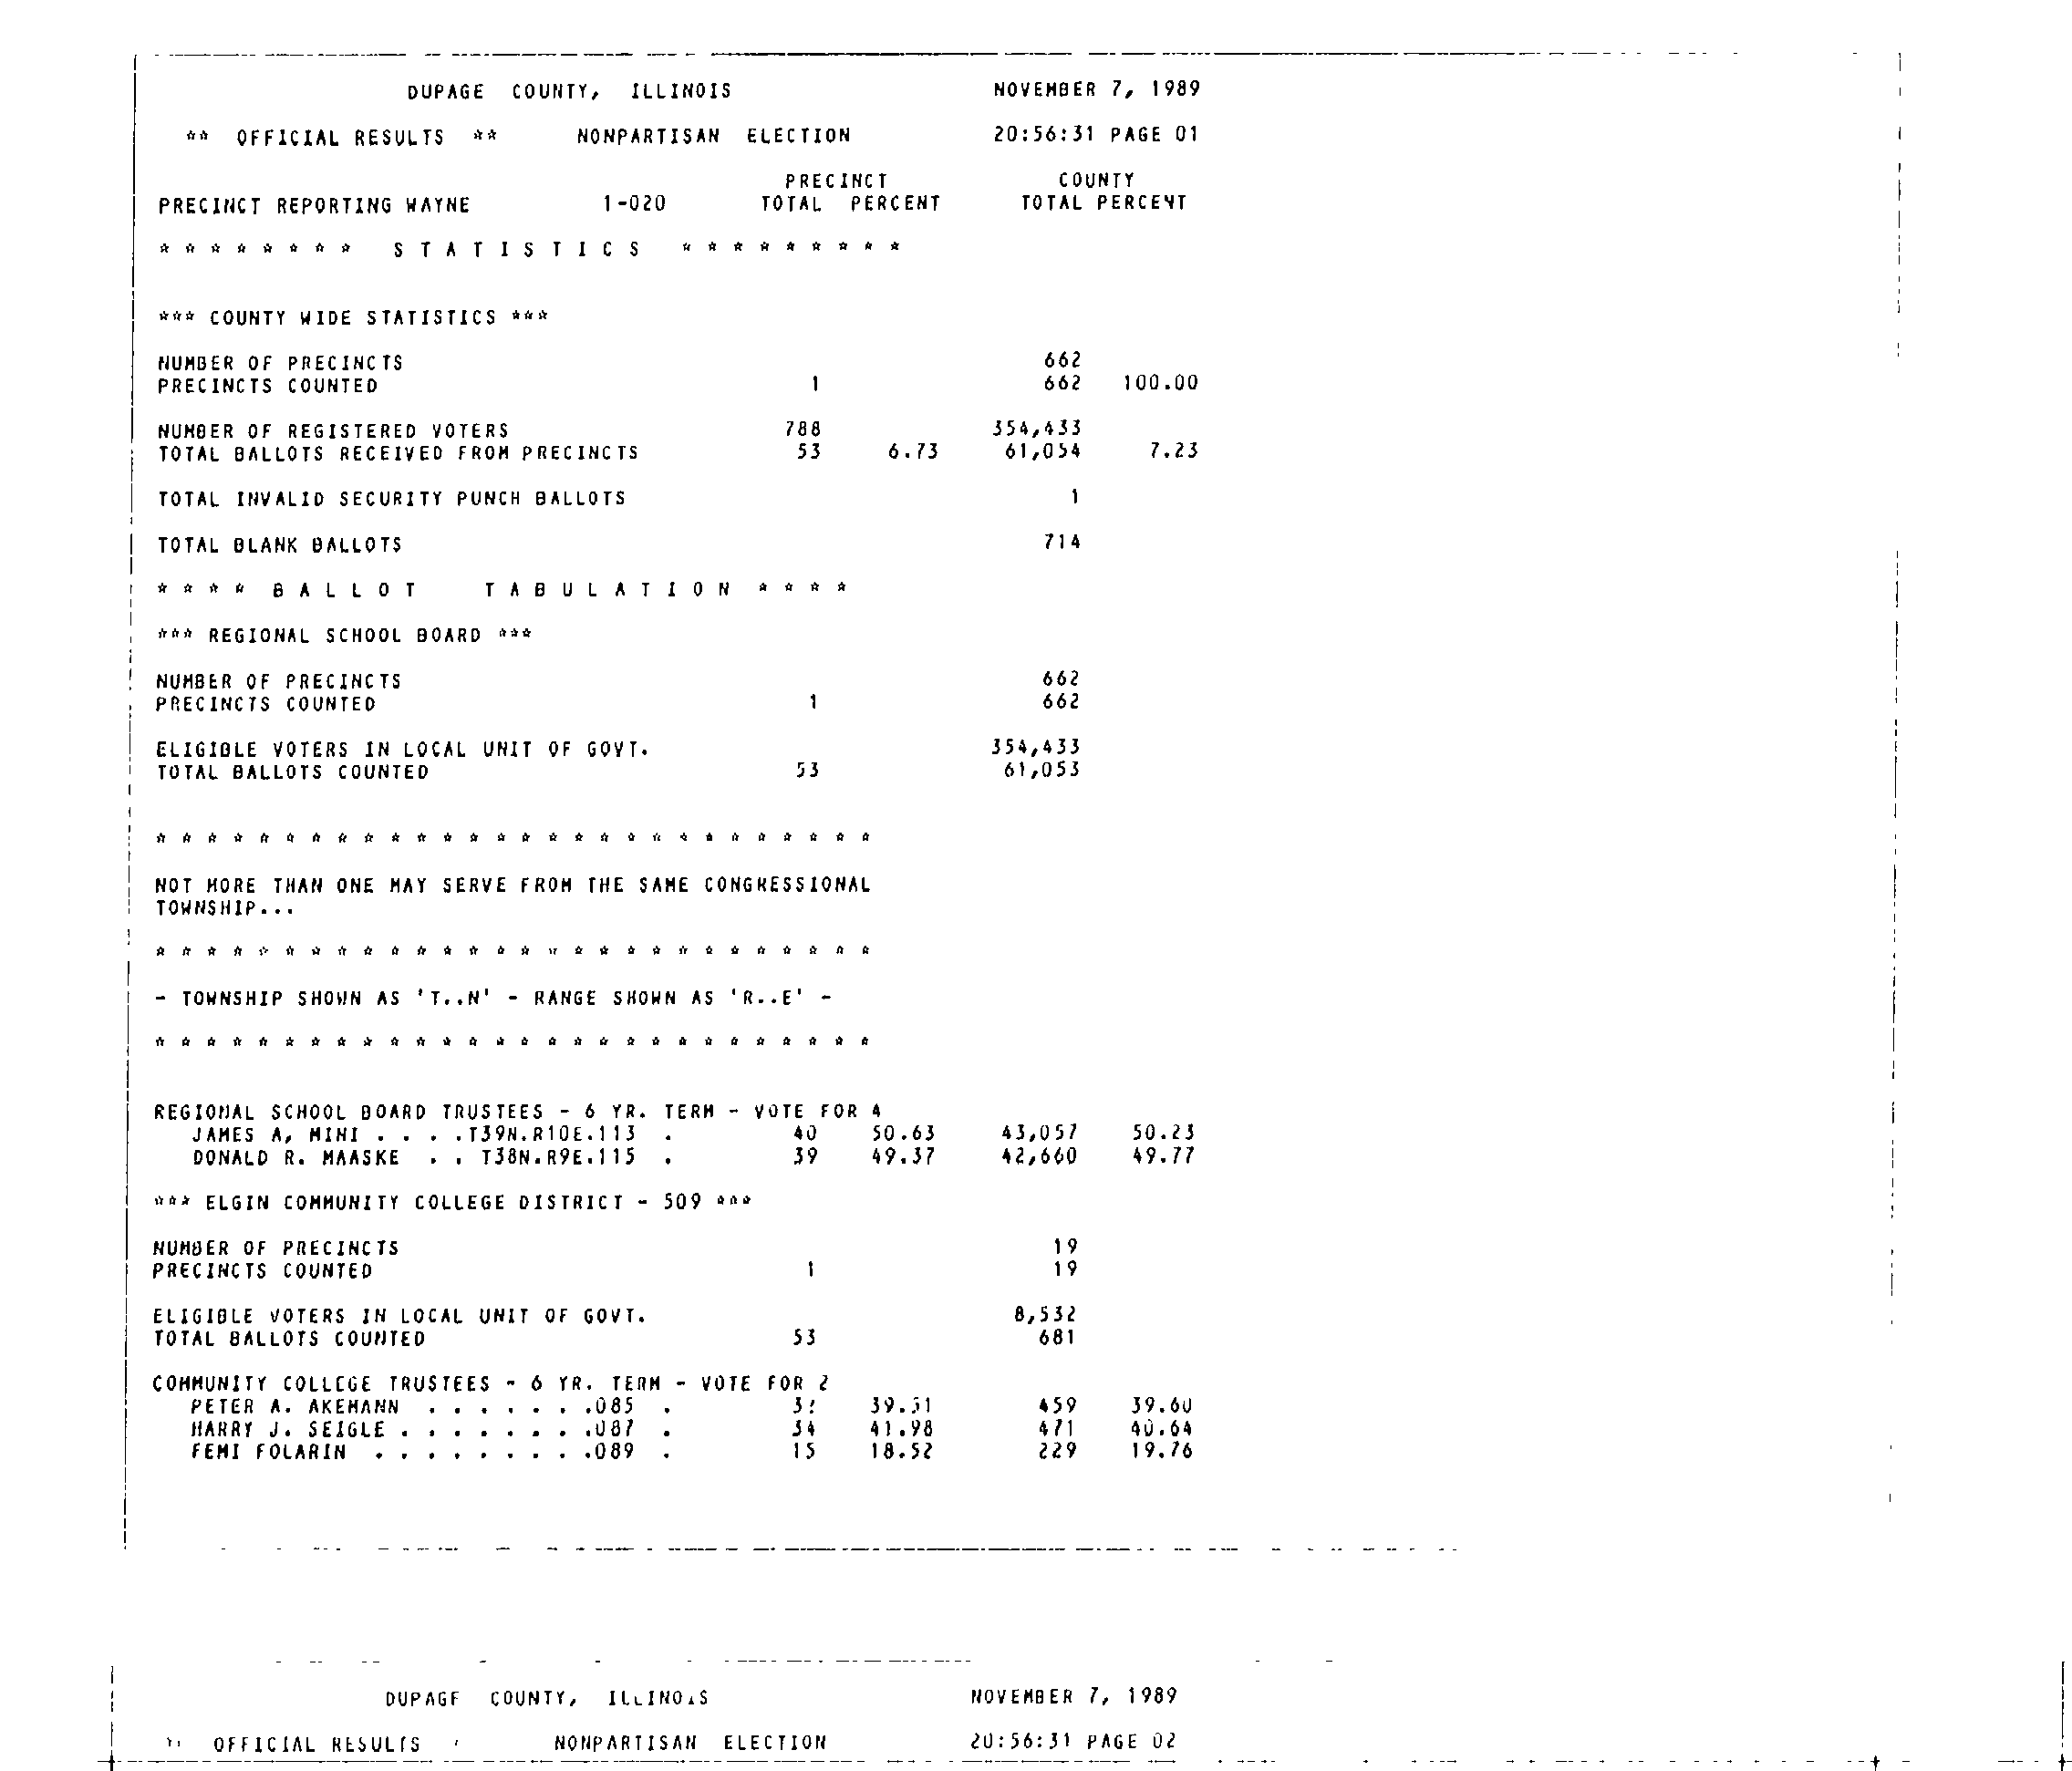 DUPAGE COUNTY, ILLINOIS NOVEMBER 7, 1989
** OFFICIAL RESULTS ** NONPARTISAN ELECTION 20:56:31 PAGE 01
PRECINCT COUNTY
PRECINCT REPORTING WAYNE 1-020 TOTAL PERCENT TOTAL PERCENT
* * * * * * * * S T A T I S T I C S * * * * * * * * *
*** COUNTY WIDE STATISTICS ***
NUMBER OF PRECINCTS 662
PRECINCTS COUNTED 1 662 100.00
NUMBER OF REGISTERED VOTERS 788 354,433
TOTAL BALLOTS RECEIVED FROM PRECINCTS 53 6.73 61,054 7.23
TOTAL INVALID SECURITY PUNCH BALLOTS 1
TOTAL BLANK BALLOTS 714
* * * * B A L L O T T A B U L A T I O N * * * *
*** REGIONAL SCHOOL BOARD ***
NUMBER OF PRECINCTS 662
PRECINCTS COUNTED 1 662
ELIGIBLE VOTERS IN LOCAL UNIT OF GOVT. 354,433
TOTAL BALLOTS COUNTED 53 61,053
* * * * * * * * * * * * * * * * * * * * * * * * * * * *
NOT MORE THAN ONE MAY SERVE FROM THE SAME CONGRESSIONAL
TOWNSHIP...
* * * * * * * * * * * * * * * * * * * * * * * * * * * *
- TOWNSHIP SHOWN AS 'T..N' - RANGE SHOWN AS 'R..E' -
* * * * * * * * * * * * * * * * * * * * * * * * * * * *
REGIONAL SCHOOL BOARD TRUSTEES - 6 YR. TERM - VOTE FOR 4
JAMES A. MINI . . . .T39N.R10E.113 . 40 50.63 43,057 50.23
DONALD R. MAASKE . . T38N.R9E.115 . 39 49.37 42,660 49.77
*** ELGIN COMMUNITY COLLEGE DISTRICT - 509 ***
NUMBER OF PRECINCTS 19
PRECINCTS COUNTED 1 19
ELIGIBLE VOTERS IN LOCAL UNIT OF GOVT. 8,532
TOTAL BALLOTS COUNTED 53 681
COMMUNITY COLLEGE TRUSTEES - 6 YR. TERM - VOTE FOR 2
PETER A. AKEMANN . . . . . . .085 . 39.51 459 39.60
HARRY J. SEIGLE . . . . . . . .087 . 34 41.98 471 40.64
FEMI FOLARIN . . . . . . . . .089 . 15 18.52 229 19.76
DUPAGE COUNTY, ILLINOIS NOVEMBER 7, 1989
OFFICIAL RESULTS NONPARTISAN ELECTION 20:56:31 PAGE 02